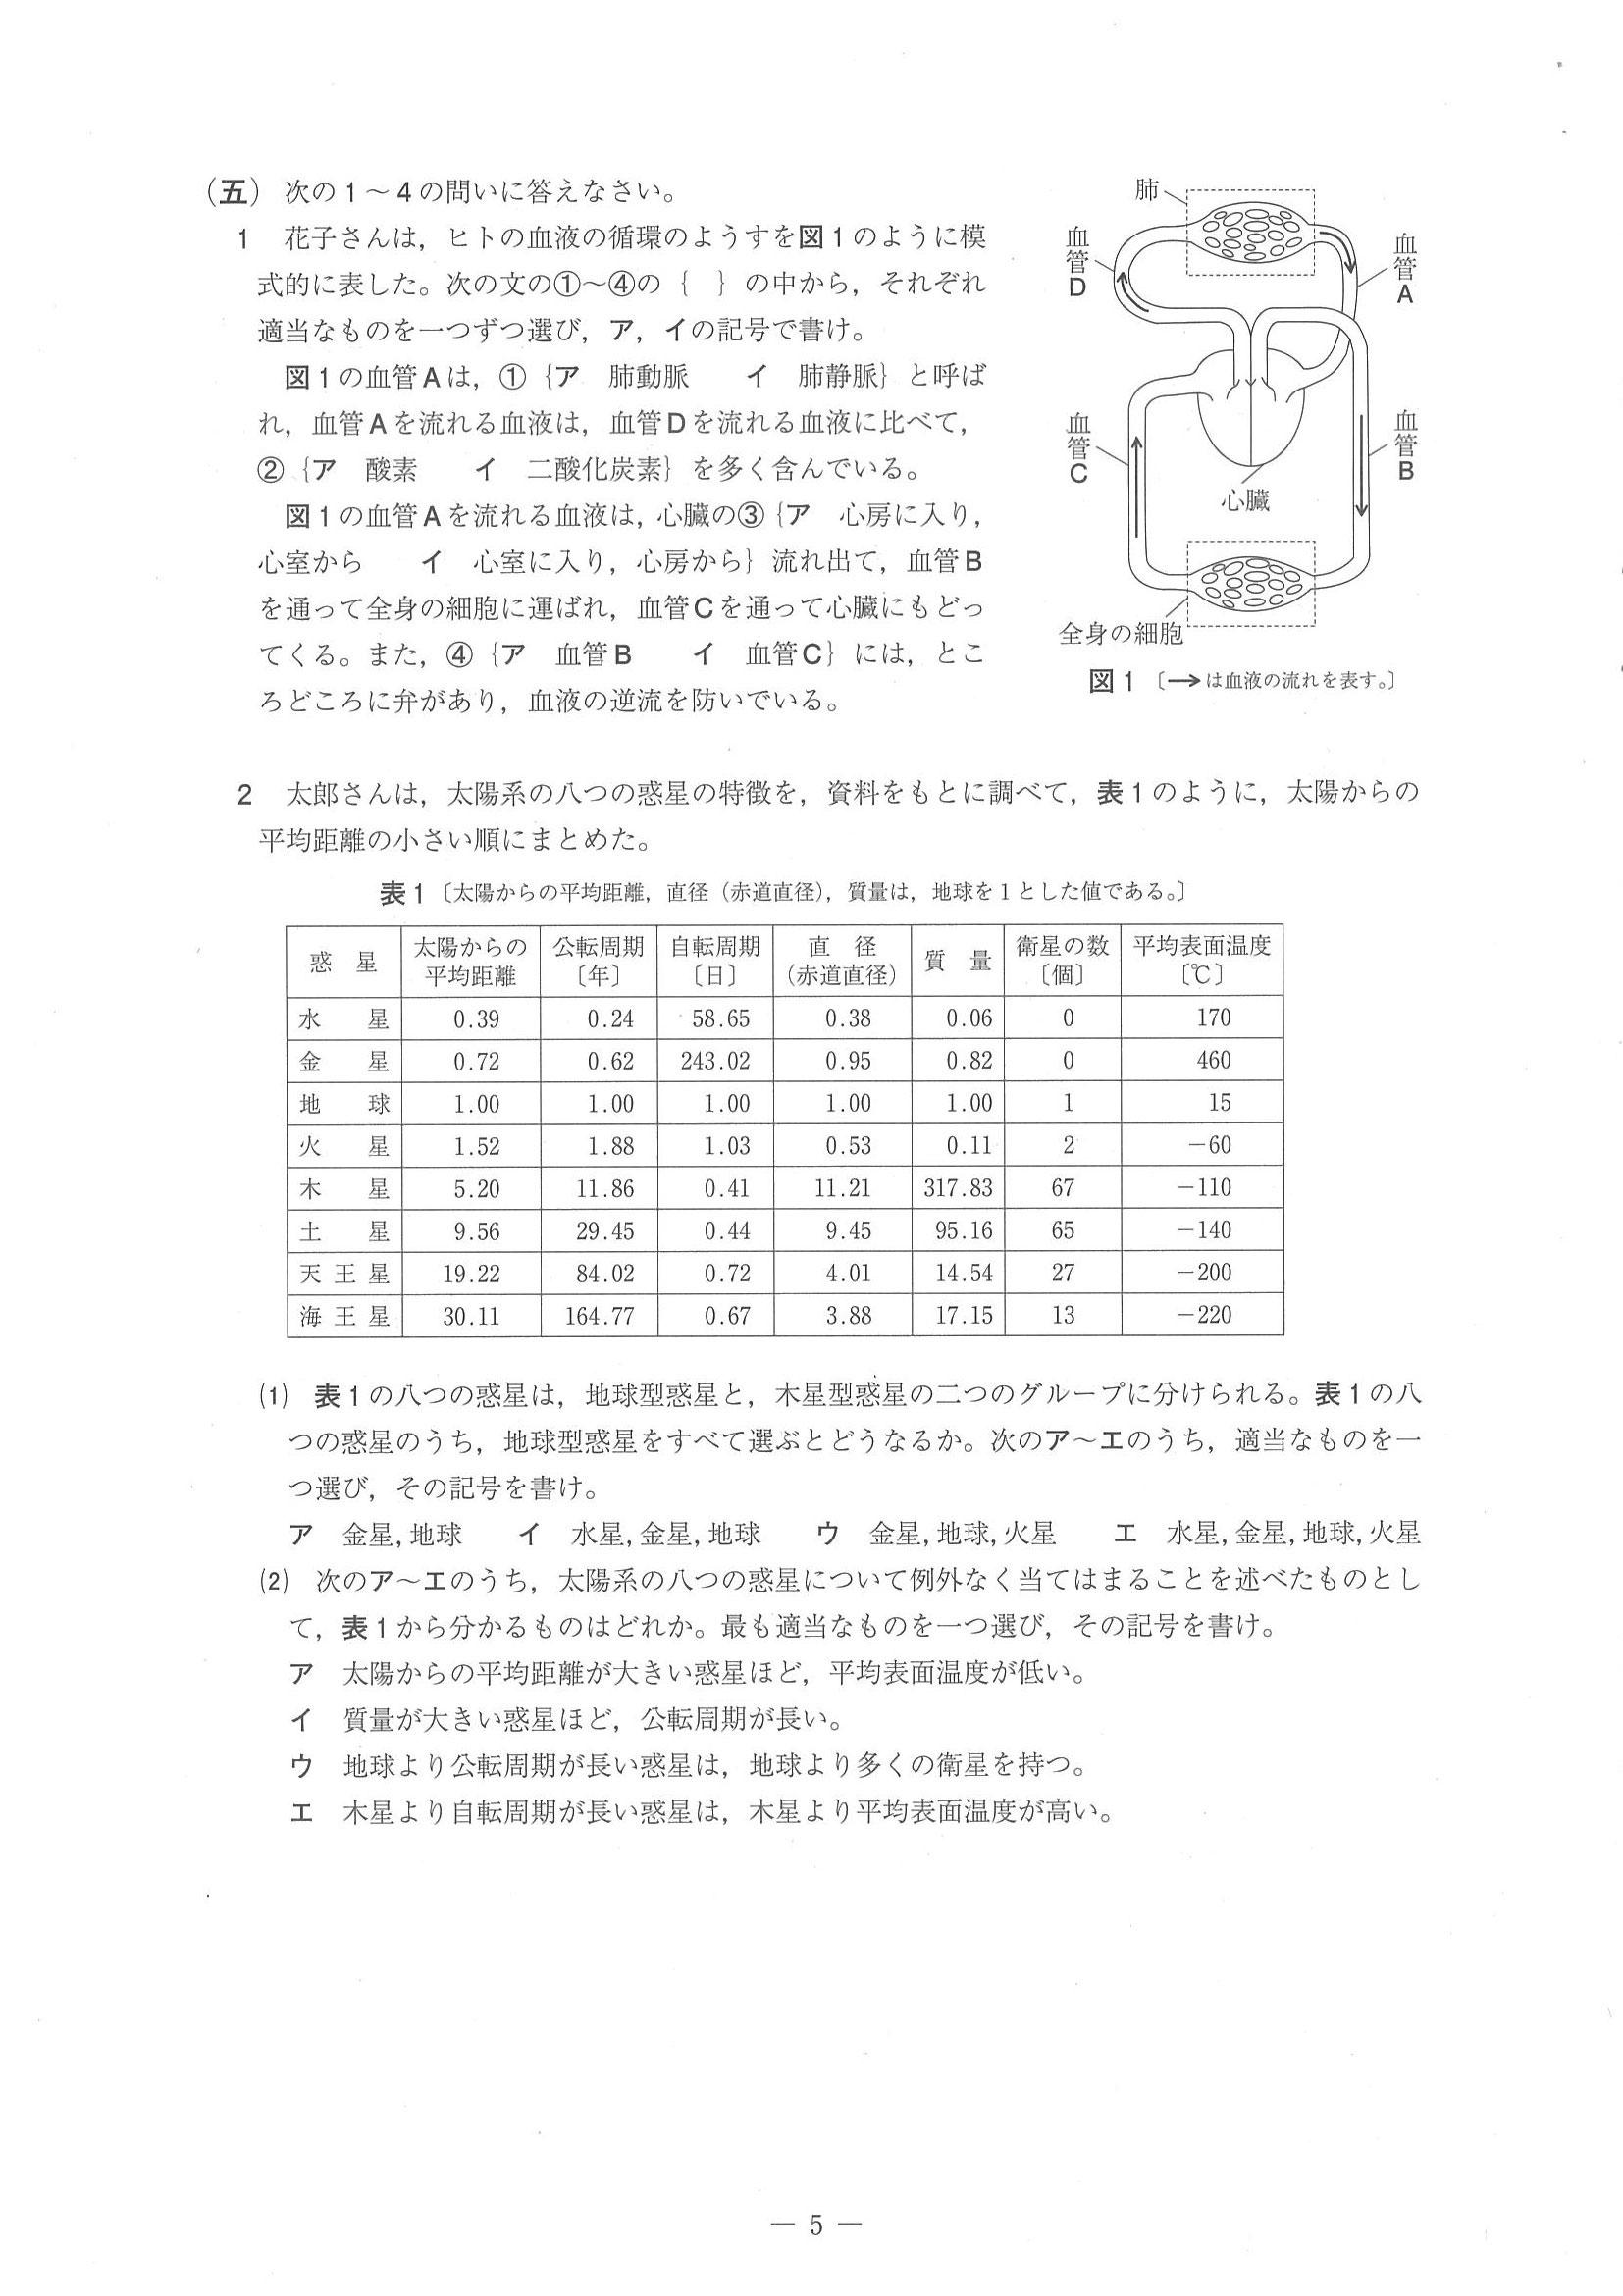 (五) 次の1～4の問いに答えなさい。
1 花子さんは，ヒトの血液の循環のようすを図1のように模
式的に表した。次の文の①～④の｛ ｝の中から，それぞれ
適当なものを一つずつ選び，ア，イの記号で書け。
図1の血管Aは，①｛ア 肺動脈 イ 肺静脈｝と呼ば
れ，血管Aを流れる血液は，血管Dを流れる血液に比べて，
②｛ア 酸素 イ 二酸化炭素｝を多く含んでいる。
図1の血管Aを流れる血液は，心臓の③｛ア 心房に入り，
心室から イ 心室に入り，心房から｝流れ出て，血管B
を通って全身の細胞に運ばれ，血管Cを通って心臓にもどっ
てくる。また，④｛ア 血管B イ 血管C｝には，とこ
ろどころに弁があり，血液の逆流を防いでいる。
肺
血管D
血管A
血管C
血管B
心臓
全身の細胞
図1 〔→は血液の流れを表す。〕
2 太郎さんは，太陽系の八つの惑星の特徴を，資料をもとに調べて，表1のように，太陽からの
平均距離の小さい順にまとめた。
表1〔太陽からの平均距離，直径（赤道直径），質量は，地球を1とした値である。〕
惑星 太陽からの平均距離 公転周期〔年〕 自転周期〔日〕 直径（赤道直径） 質量 衛星の数〔個〕 平均表面温度〔℃〕
水星 0.39 0.24 58.65 0.38 0.06 0 170
金星 0.72 0.62 243.02 0.95 0.82 0 460
地球 1.00 1.00 1.00 1.00 1.00 1 15
火星 1.52 1.88 1.03 0.53 0.11 2 －60
木星 5.20 11.86 0.41 11.21 317.83 67 －110
土星 9.56 29.45 0.44 9.45 95.16 65 －140
天王星 19.22 84.02 0.72 4.01 14.54 27 －200
海王星 30.11 164.77 0.67 3.88 17.15 13 －220
(1) 表1の八つの惑星は，地球型惑星と，木星型惑星の二つのグループに分けられる。表1の八
つの惑星のうち，地球型惑星をすべて選ぶとどうなるか。次のア～エのうち，適当なものを一
つ選び，その記号を書け。
ア 金星，地球 イ 水星，金星，地球 ウ 金星，地球，火星 エ 水星，金星，地球，火星
(2) 次のア～エのうち，太陽系の八つの惑星について例外なく当てはまることを述べたものとし
て，表1から分かるものはどれか。最も適当なものを一つ選び，その記号を書け。
ア 太陽からの平均距離が大きい惑星ほど，平均表面温度が低い。
イ 質量が大きい惑星ほど，公転周期が長い。
ウ 地球より公転周期が長い惑星は，地球より多くの衛星を持つ。
エ 木星より自転周期が長い惑星は，木星より平均表面温度が高い。
－ 5 －